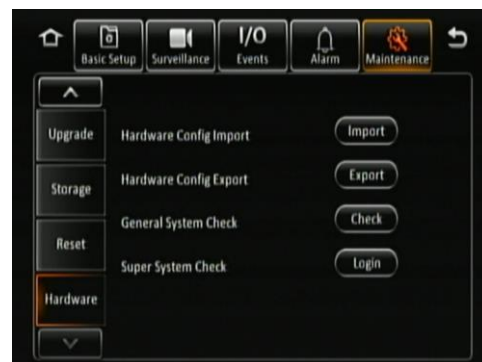 Basic Setup
Surveillance
I/O
Events
Alarm
Maintenance
Upgrade
Storage
Reset
Hardware
Hardware Config Import
Import
Hardware Config Export
Export
General System Check
Check
Super System Check
Login